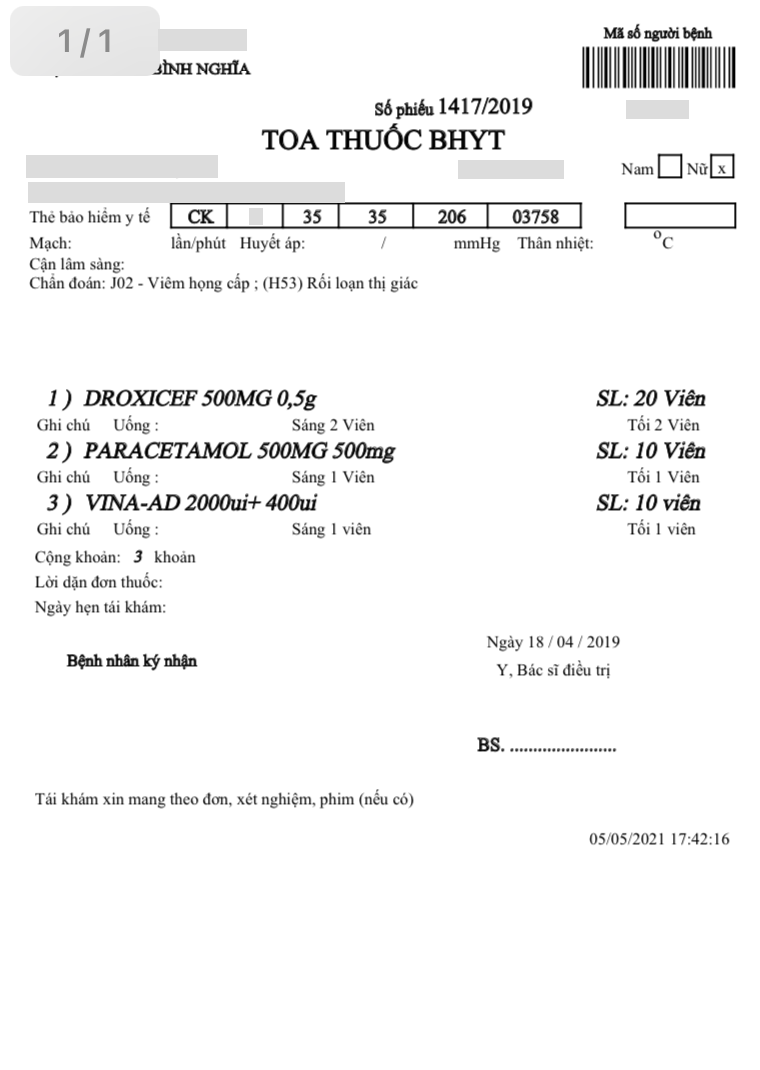 1/1
Mã số người bệnh
BÌNH NGHĨA
Số phiếu 1417/2019
TOA THUỐC BHYT
Nam Nữ x
Thẻ bảo hiểm y tế CK 35 35 206 03758
Mạch: lần/phút Huyết áp: / mmHg Thân nhiệt: °C
Cận lâm sàng:
Chẩn đoán: J02 - Viêm họng cấp ; (H53) Rối loạn thị giác
1 ) DROXICEF 500MG 0,5g SL: 20 Viên
Ghi chú Uống : Sáng 2 Viên Tối 2 Viên
2 ) PARACETAMOL 500MG 500mg SL: 10 Viên
Ghi chú Uống : Sáng 1 Viên Tối 1 Viên
3 ) VINA-AD 2000ui+ 400ui SL: 10 viên
Ghi chú Uống : Sáng 1 viên Tối 1 viên
Cộng khoản: 3 khoản
Lời dặn đơn thuốc:
Ngày hẹn tái khám:
Ngày 18 / 04 / 2019
Bệnh nhân ký nhận
Y, Bác sĩ điều trị
BS. .......................
Tái khám xin mang theo đơn, xét nghiệm, phim (nếu có)
05/05/2021 17:42:16